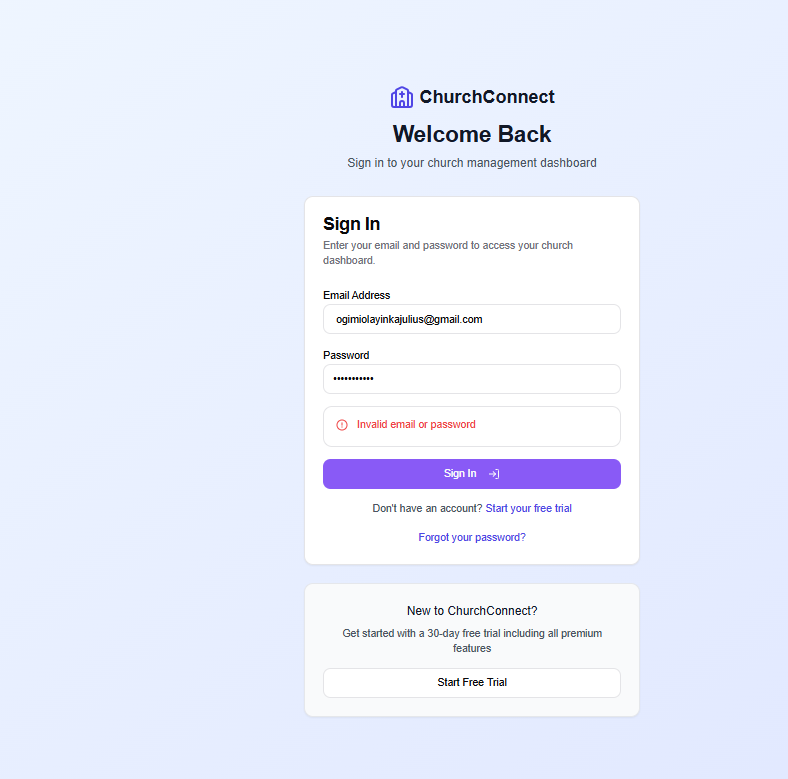 ChurchConnect
Welcome Back
Sign in to your church management dashboard
Sign In
Enter your email and password to access your church
dashboard.
Email Address
ogimiolayinkajulius@gmail.com
Password
•••••••••••
Invalid email or password
Sign In
Don't have an account? Start your free trial
Forgot your password?
New to ChurchConnect?
Get started with a 30-day free trial including all premium
features
Start Free Trial